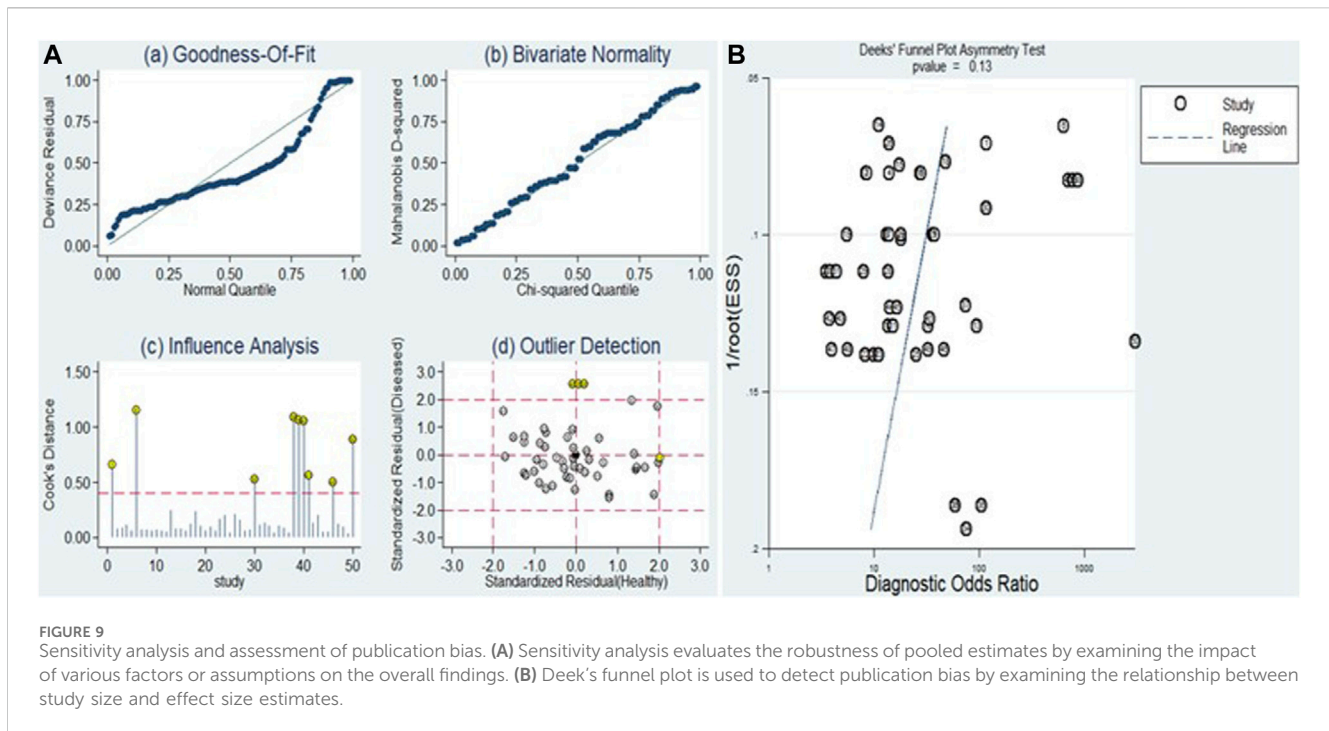 A
(a) Goodness-Of-Fit
Deviance Residual
1.00
0.75
0.50
0.25
0.00
0.00 0.25 0.50 0.75 1.00
Normal Quantile
(b) Bivariate Normality
Mahalanobis D-squared
1.00
0.75
0.50
0.25
0.00
0.00 0.25 0.50 0.75 1.00
Chi-squared Quantile
(c) Influence Analysis
Cook's Distance
1.50
1.00
0.50
0.00
0 10 20 30 40 50
study
(d) Outlier Detection
Standardized Residual(Diseased)
3.0
2.0
1.0
0.0
-1.0
-2.0
-3.0
-3.0 -2.0 -1.0 0.0 1.0 2.0 3.0
Standardized Residual(Healthy)
B
Deeks' Funnel Plot Asymmetry Test
pvalue = 0.13
1/root(ESS)
.05
.1
.15
.2
1 10 100 1000
Diagnostic Odds Ratio
Study
Regression
Line
FIGURE 9
Sensitivity analysis and assessment of publication bias. (A) Sensitivity analysis evaluates the robustness of pooled estimates by examining the impact
of various factors or assumptions on the overall findings. (B) Deek's funnel plot is used to detect publication bias by examining the relationship between
study size and effect size estimates.